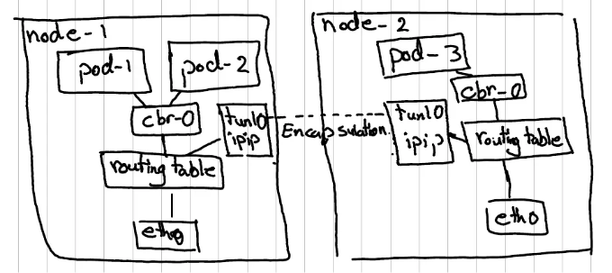 node-1
pod-1
pod-2
cbr-0
tunl0
ipip
routing table
eth0
Encapsulation
node-2
pod-3
cbr-0
tunl0
ipip
routing table
eth0